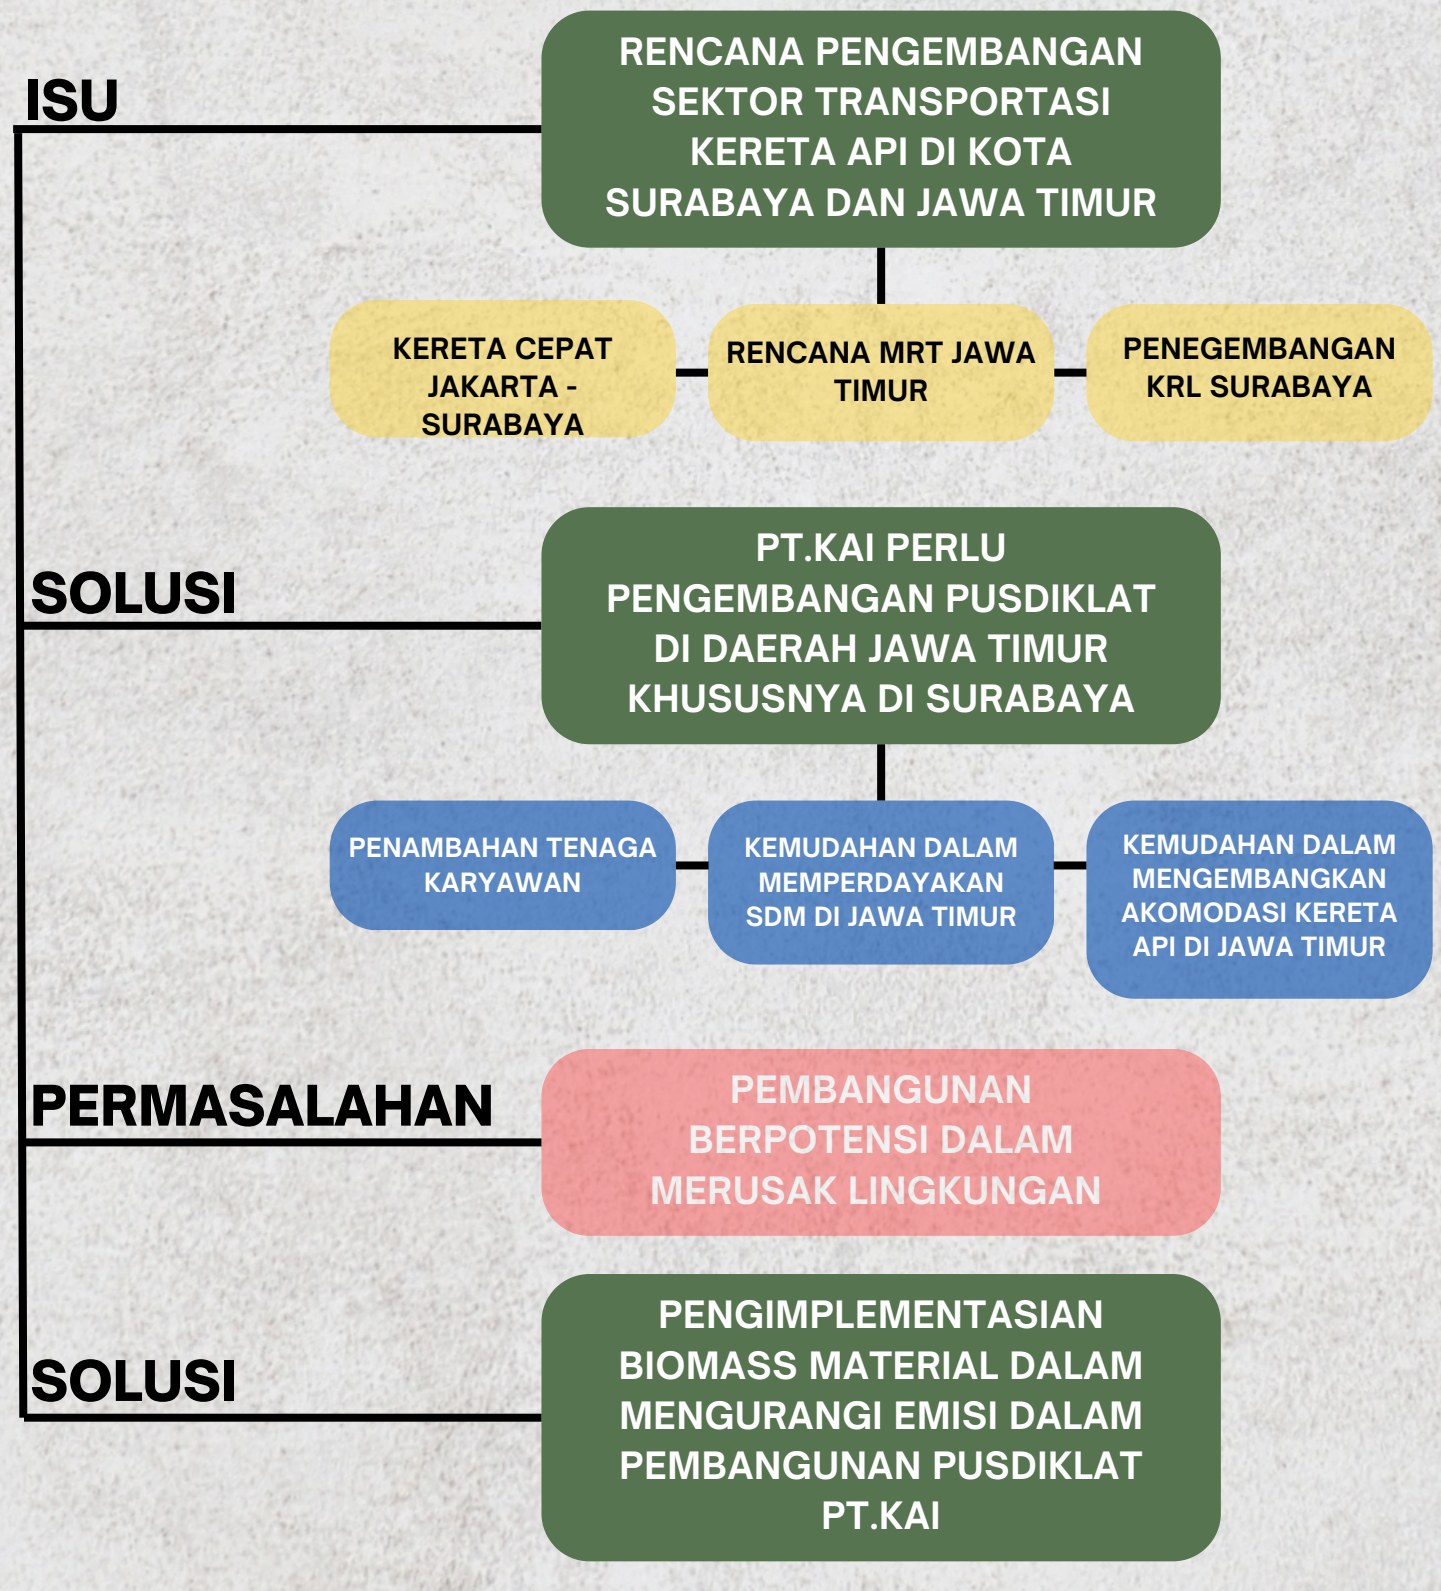 ISU
RENCANA PENGEMBANGAN
SEKTOR TRANSPORTASI
KERETA API DI KOTA
SURABAYA DAN JAWA TIMUR
KERETA CEPAT
JAKARTA -
SURABAYA
RENCANA MRT JAWA
TIMUR
PENEGEMBANGAN
KRL SURABAYA
SOLUSI
PT.KAI PERLU
PENGEMBANGAN PUSDIKLAT
DI DAERAH JAWA TIMUR
KHUSUSNYA DI SURABAYA
PENAMBAHAN TENAGA
KARYAWAN
KEMUDAHAN DALAM
MEMPERDAYAKAN
SDM DI JAWA TIMUR
KEMUDAHAN DALAM
MENGEMBANGKAN
AKOMODASI KERETA
API DI JAWA TIMUR
PERMASALAHAN
PEMBANGUNAN
BERPOTENSI DALAM
MERUSAK LINGKUNGAN
SOLUSI
PENGIMPLEMENTASIAN
BIOMASS MATERIAL DALAM
MENGURANGI EMISI DALAM
PEMBANGUNAN PUSDIKLAT
PT.KAI